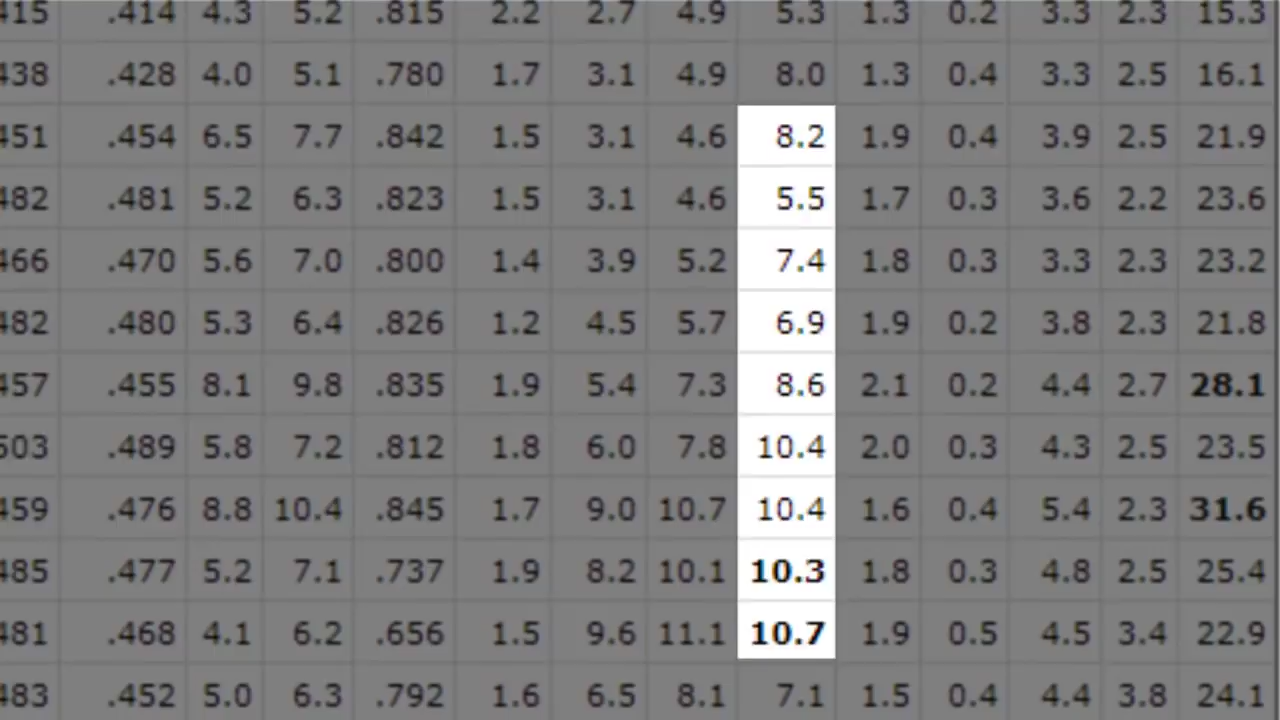 415 .414 4.3 5.2 .815 2.2 2.7 4.9 5.3 1.3 0.2 3.3 2.3 15.3
438 .428 4.0 5.1 .780 1.7 3.1 4.9 8.0 1.3 0.4 3.3 2.5 16.1
451 .454 6.5 7.7 .842 1.5 3.1 4.6 8.2 1.9 0.4 3.9 2.5 21.9
482 .481 5.2 6.3 .823 1.5 3.1 4.6 5.5 1.7 0.3 3.6 2.2 23.6
466 .470 5.6 7.0 .800 1.4 3.9 5.2 7.4 1.8 0.3 3.3 2.3 23.2
482 .480 5.3 6.4 .826 1.2 4.5 5.7 6.9 1.9 0.2 3.8 2.3 21.8
457 .455 8.1 9.8 .835 1.9 5.4 7.3 8.6 2.1 0.2 4.4 2.7 28.1
503 .489 5.8 7.2 .812 1.8 6.0 7.8 10.4 2.0 0.3 4.3 2.5 23.5
459 .476 8.8 10.4 .845 1.7 9.0 10.7 10.4 1.6 0.4 5.4 2.3 31.6
485 .477 5.2 7.1 .737 1.9 8.2 10.1 10.3 1.8 0.3 4.8 2.5 25.4
481 .468 4.1 6.2 .656 1.5 9.6 11.1 10.7 1.9 0.5 4.5 3.4 22.9
483 .452 5.0 6.3 .792 1.6 6.5 8.1 7.1 1.5 0.4 4.4 3.8 24.1